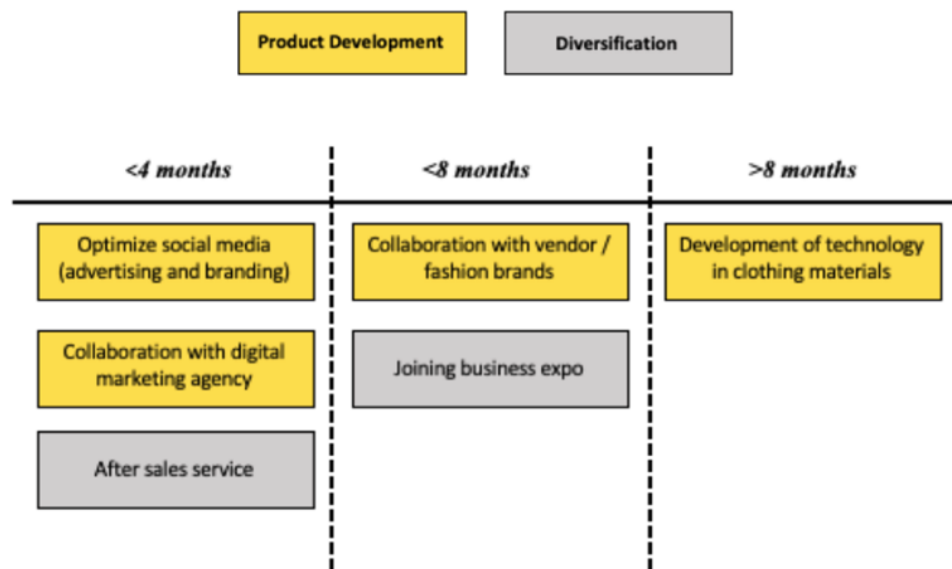 Product Development
Diversification
<4 months
<8 months
>8 months
Optimize social media
(advertising and branding)
Collaboration with vendor /
fashion brands
Development of technology
in clothing materials
Collaboration with digital
marketing agency
Joining business expo
After sales service